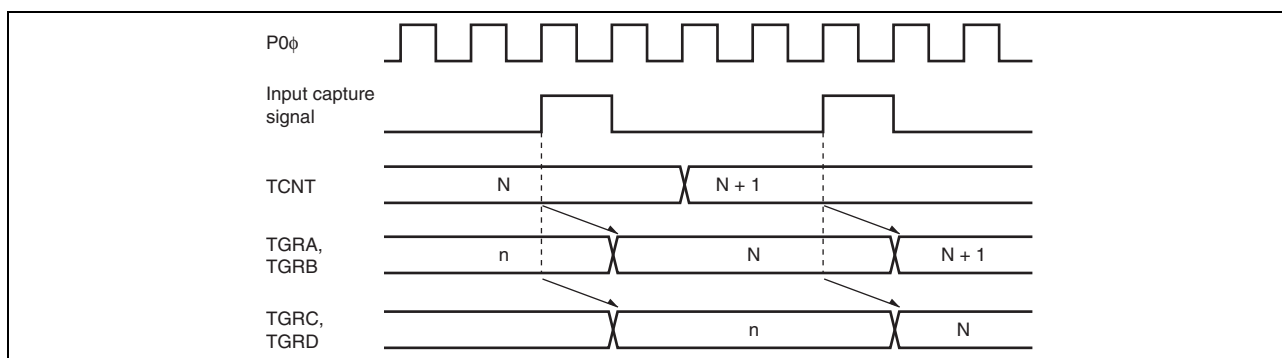 P0ϕ
Input capture
signal
TCNT
N
N + 1
TGRA,
TGRB
n
N
N + 1
TGRC,
TGRD
n
N